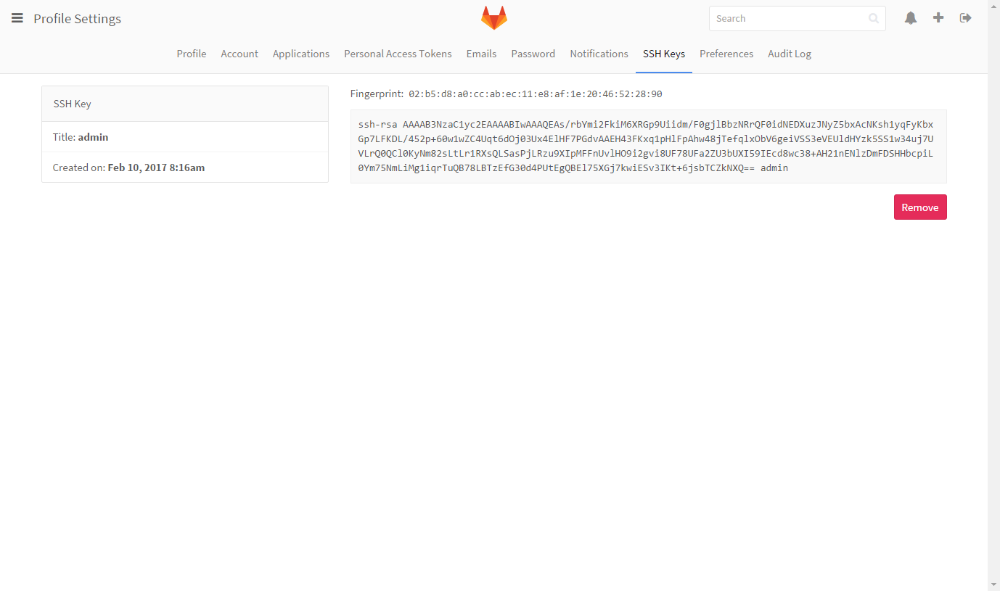 Profile Settings
Search
Profile Account Applications Personal Access Tokens Emails Password Notifications SSH Keys Preferences Audit Log
SSH Key
Title: admin
Created on: Feb 10, 2017 8:16am
Fingerprint: 02:b5:d8:a0:cc:ab:ec:11:e8:af:1e:20:46:52:28:90
ssh-rsa AAAAB3NzaC1yc2EAAAABIwAAAQEAs/rbYmi2FkiM6XRGp9Uiidm/F0gjlBbzNRrQF0idNEDXuzJNyZ5bxAcNKsh1yqFyKbx
Gp7LFKDL/452p+60w1wZC4Uqt6dOj03Ux4ElHF7PGdvAAEH43FKxq1pHlFpAhw48jTefqlxObV6geiVSS3eVEUldHYzk5SS1w34uj7U
VLrQ0QCl0KyNm82sLtLr1RXsQLSasPjLRzu9XIpMFFnUvlHO9i2gvi8UF78UFa2ZU3bUXI59IEcd8wc38+AH21nENlzDmFDSHHbcpiL
0Ym75NmLiMg1iqrTuQB78LBTzEfG30d4PUtEgQBEl75XGj7kwiESv3IKt+6jsbTCZkNXQ== admin
Remove